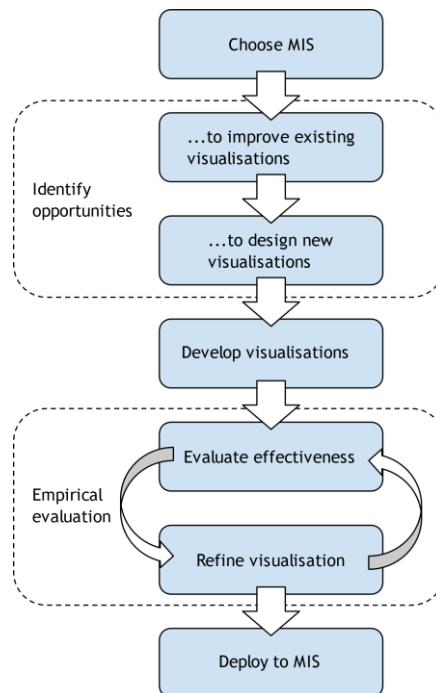 Choose MIS
...to improve existing
visualisations
Identify
opportunities
...to design new
visualisations
Develop visualisations
Evaluate effectiveness
Empirical
evaluation
Refine visualisation
Deploy to MIS